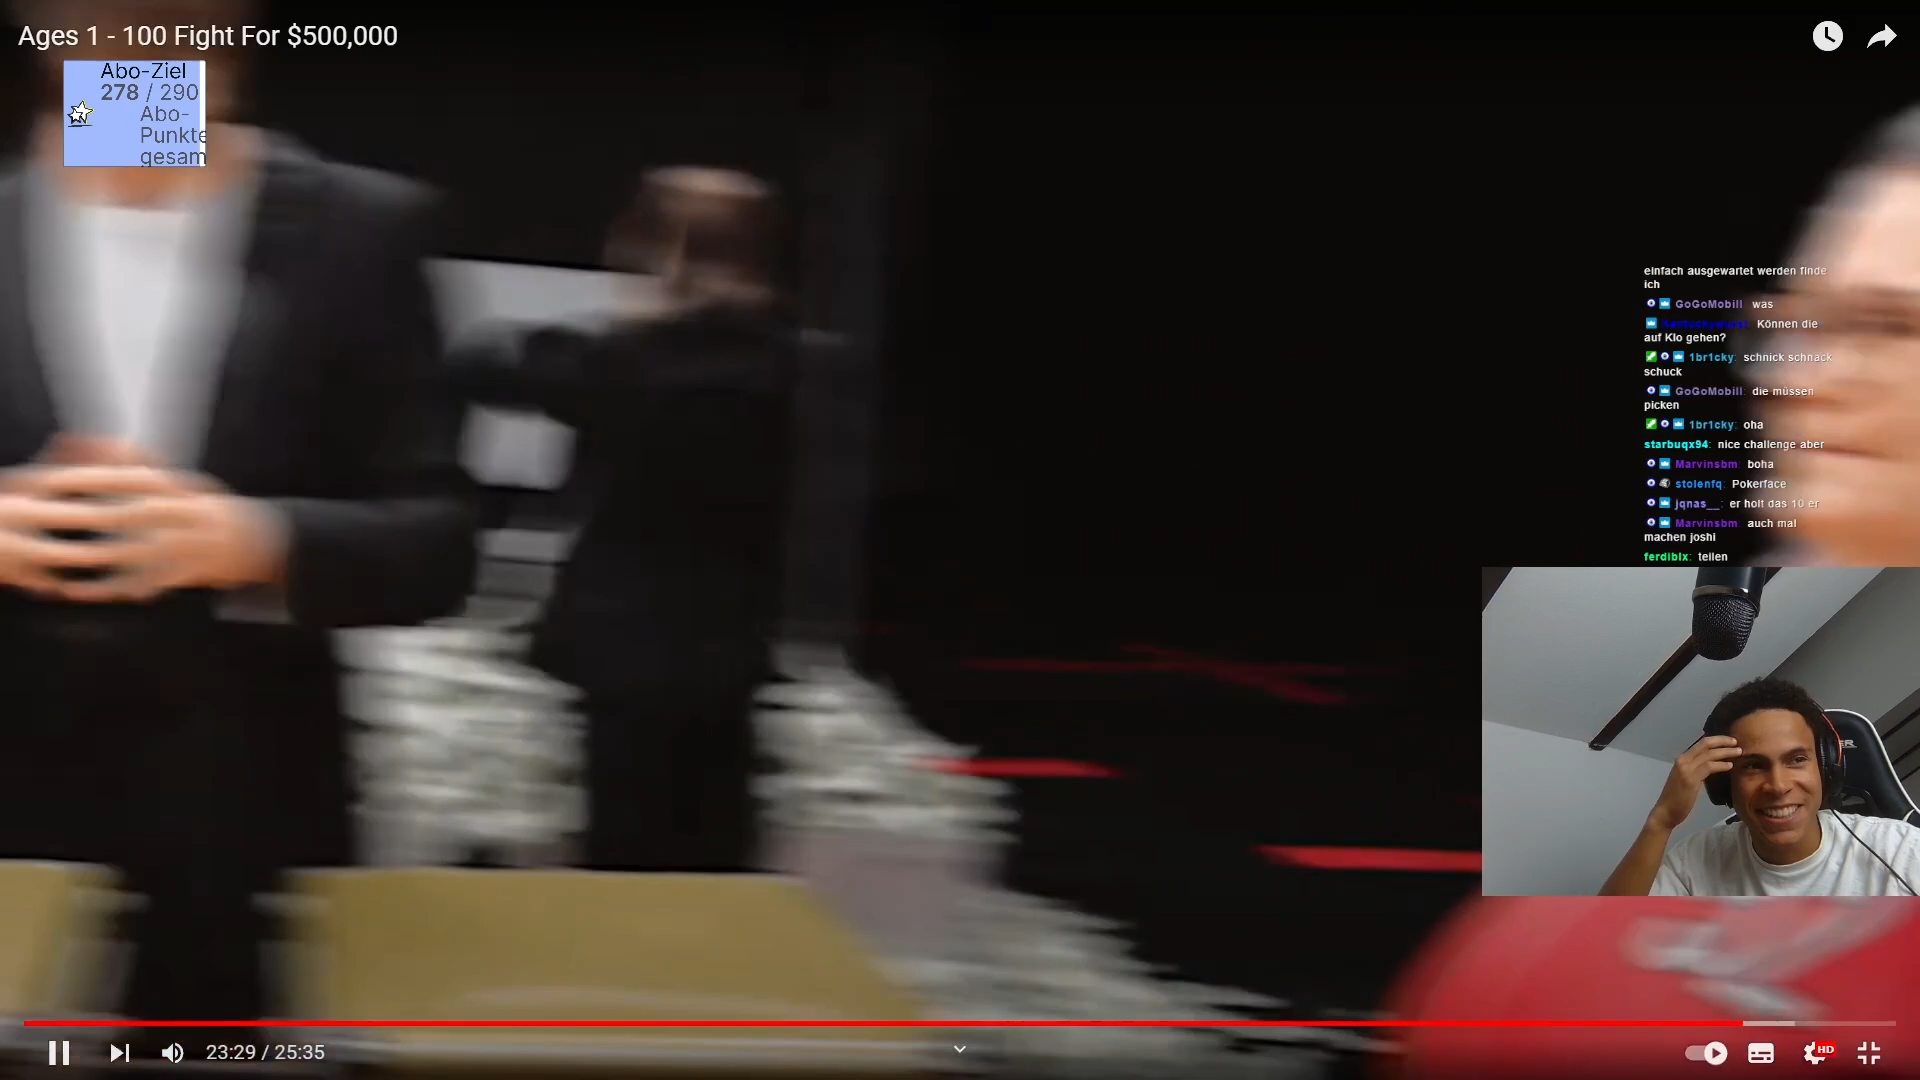 Ages 1 - 100 Fight For $500,000
Abo-Ziel
278 / 290
Abo-
Punkte
gesam
einfach ausgewartet werden finde
ich
GoGoMobill: was
Können die
auf Klo gehen?
1br1cky: schnick schnack
schuck
GoGoMobill: die müssen
picken
1br1cky: oha
starbuqx94: nice challenge aber
Marvinsbm: boha
stolenfq: Pokerface
jqnas__: er holt das 10 er
Marvinsbm: auch mal
machen joshi
ferdiblx: teilen
23:29 / 25:35
HD